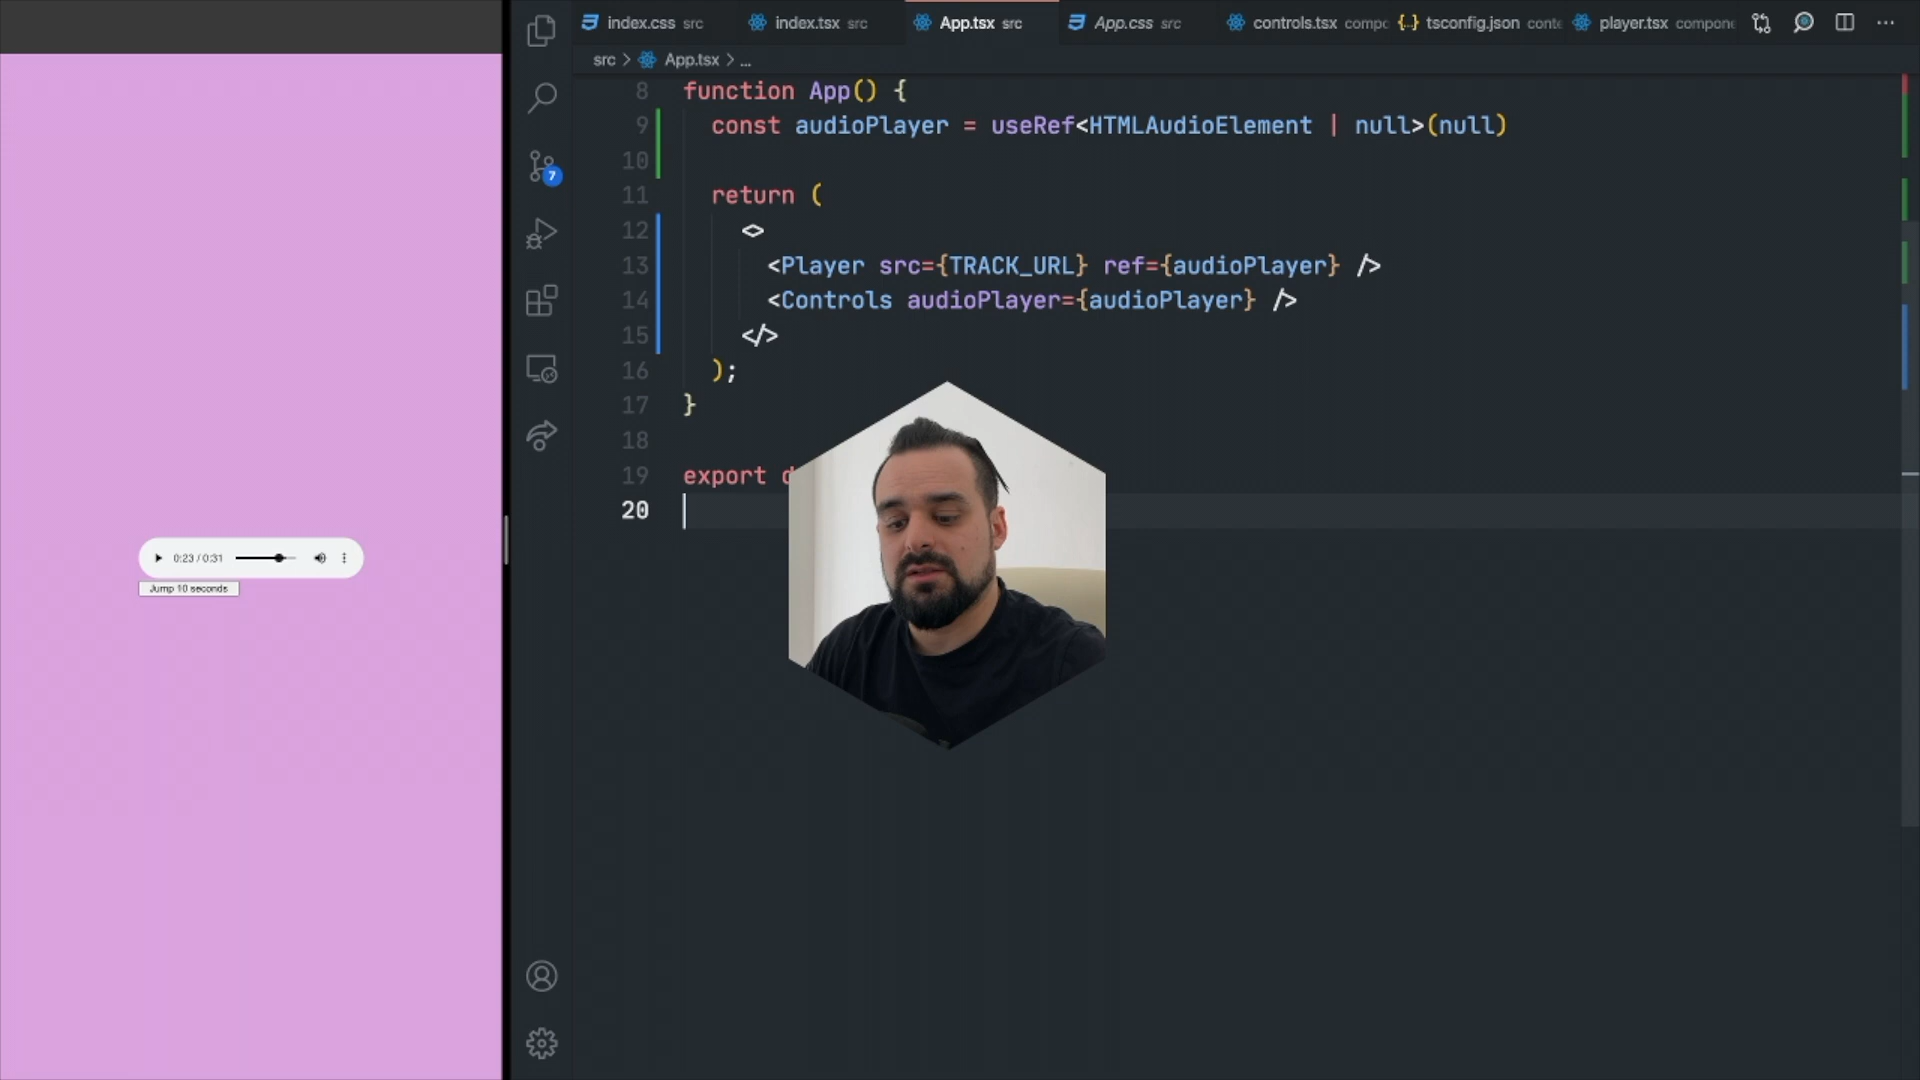 index.css src
index.tsx src
App.tsx src
App.css src
controls.tsx compc
{..} tsconfig.json conte
player.tsx compone
src > App.tsx > ...
8 function App() {
9 const audioPlayer = useRef<HTMLAudioElement | null>(null)
10
11 return (
12 <>
13 <Player src={TRACK_URL} ref={audioPlayer} />
14 <Controls audioPlayer={audioPlayer} />
15 </>
16 );
17 }
18
19 export d
20
7
0:23 / 0:31
Jump 10 seconds